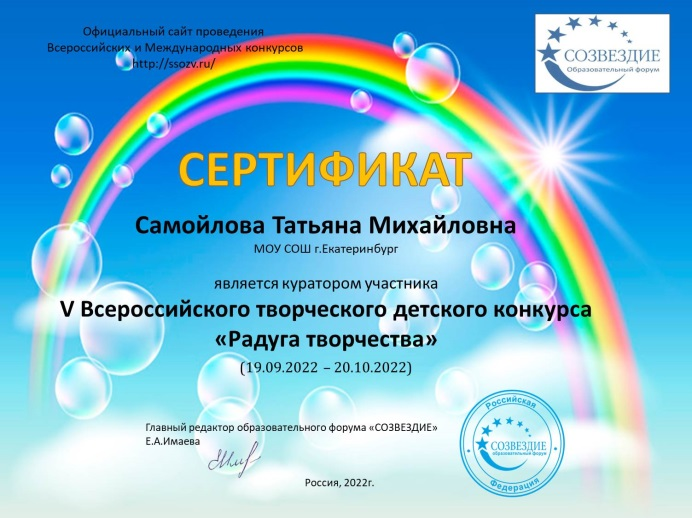 Официальный сайт проведения
Всероссийских и Международных конкурсов
http://ssozv.ru/
СОЗВЕЗДИЕ
Образовательный форум
СЕРТИФИКАТ
Самойлова Татьяна Михайловна
МОУ СОШ г.Екатеринбург
является куратором участника
V Всероссийского творческого детского конкурса
«Радуга творчества»
(19.09.2022 – 20.10.2022)
Главный редактор образовательного форума «СОЗВЕЗДИЕ»
Е.А.Имаева
Российская
СОЗВЕЗДИЕ
образовательный форум
Федерация
Россия, 2022г.